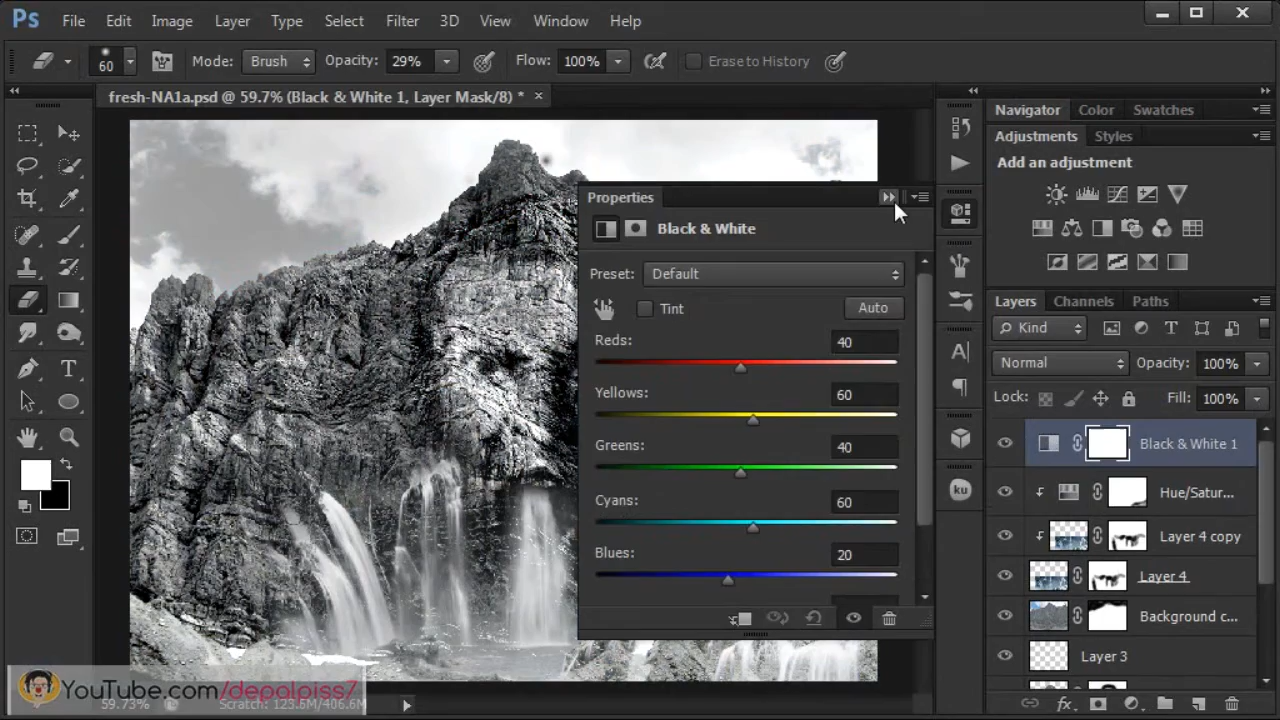 Ps File Edit Image Layer Type Select Filter 3D View Window Help
60 Mode: Brush Opacity: 29% Flow: 100% Erase to History
fresh-NA1a.psd @ 59.7% (Black & White 1, Layer Mask/8) * ×
Navigator Color Swatches
Adjustments Styles
Add an adjustment
Properties
Black & White
Preset: Default
Tint Auto
Reds: 40
Yellows: 60
Greens: 40
Cyans: 60
Blues: 20
Layers Channels Paths
Kind
Normal Opacity: 100%
Lock: Fill: 100%
Black & White 1
Hue/Satur...
Layer 4 copy
Layer 4
Background c...
Layer 3
fx
A
T
ku
YouTube.com/depalpiss7
59.73% Scratch: 123.6M/406.6M